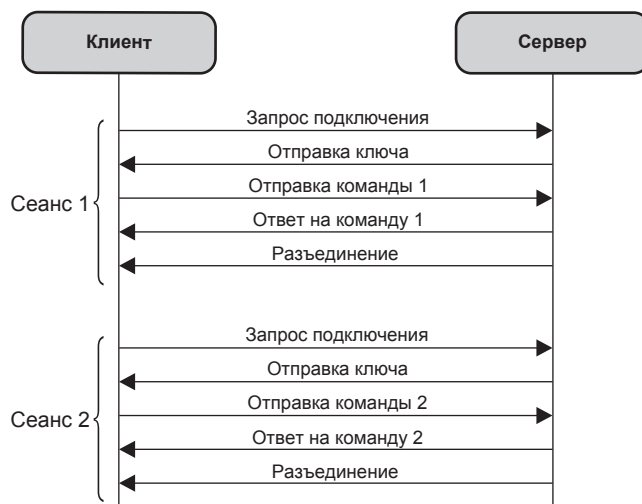 Клиент
Сервер
Сеанс 1
Запрос подключения
Отправка ключа
Отправка команды 1
Ответ на команду 1
Разъединение
Сеанс 2
Запрос подключения
Отправка ключа
Отправка команды 2
Ответ на команду 2
Разъединение